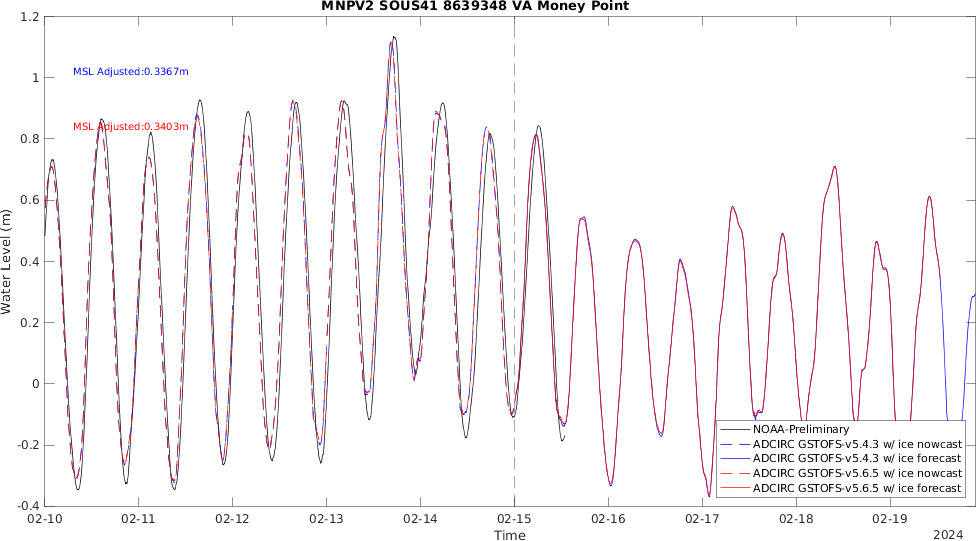 MNPV2 SOUS41 8639348 VA Money Point
1.2
1
0.8
0.6
0.4
0.2
0
-0.2
-0.4
Water Level (m)
MSL Adjusted:0.3367m
MSL Adjusted:0.3403m
NOAA-Preliminary
ADCIRC GSTOFS-v5.4.3 w/ ice nowcast
ADCIRC GSTOFS-v5.4.3 w/ ice forecast
ADCIRC GSTOFS-v5.6.5 w/ ice nowcast
ADCIRC GSTOFS-v5.6.5 w/ ice forecast
02-10 02-11 02-12 02-13 02-14 02-15 02-16 02-17 02-18 02-19
Time
2024